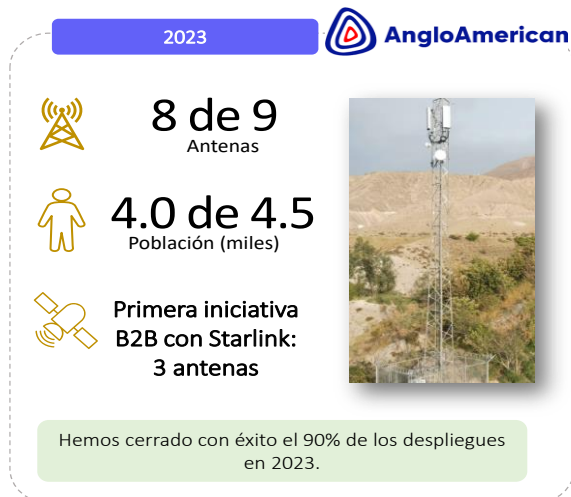 2023
AngloAmerican
8 de 9
Antenas
4.0 de 4.5
Población (miles)
Primera iniciativa
B2B con Starlink:
3 antenas
Hemos cerrado con éxito el 90% de los despliegues
en 2023.